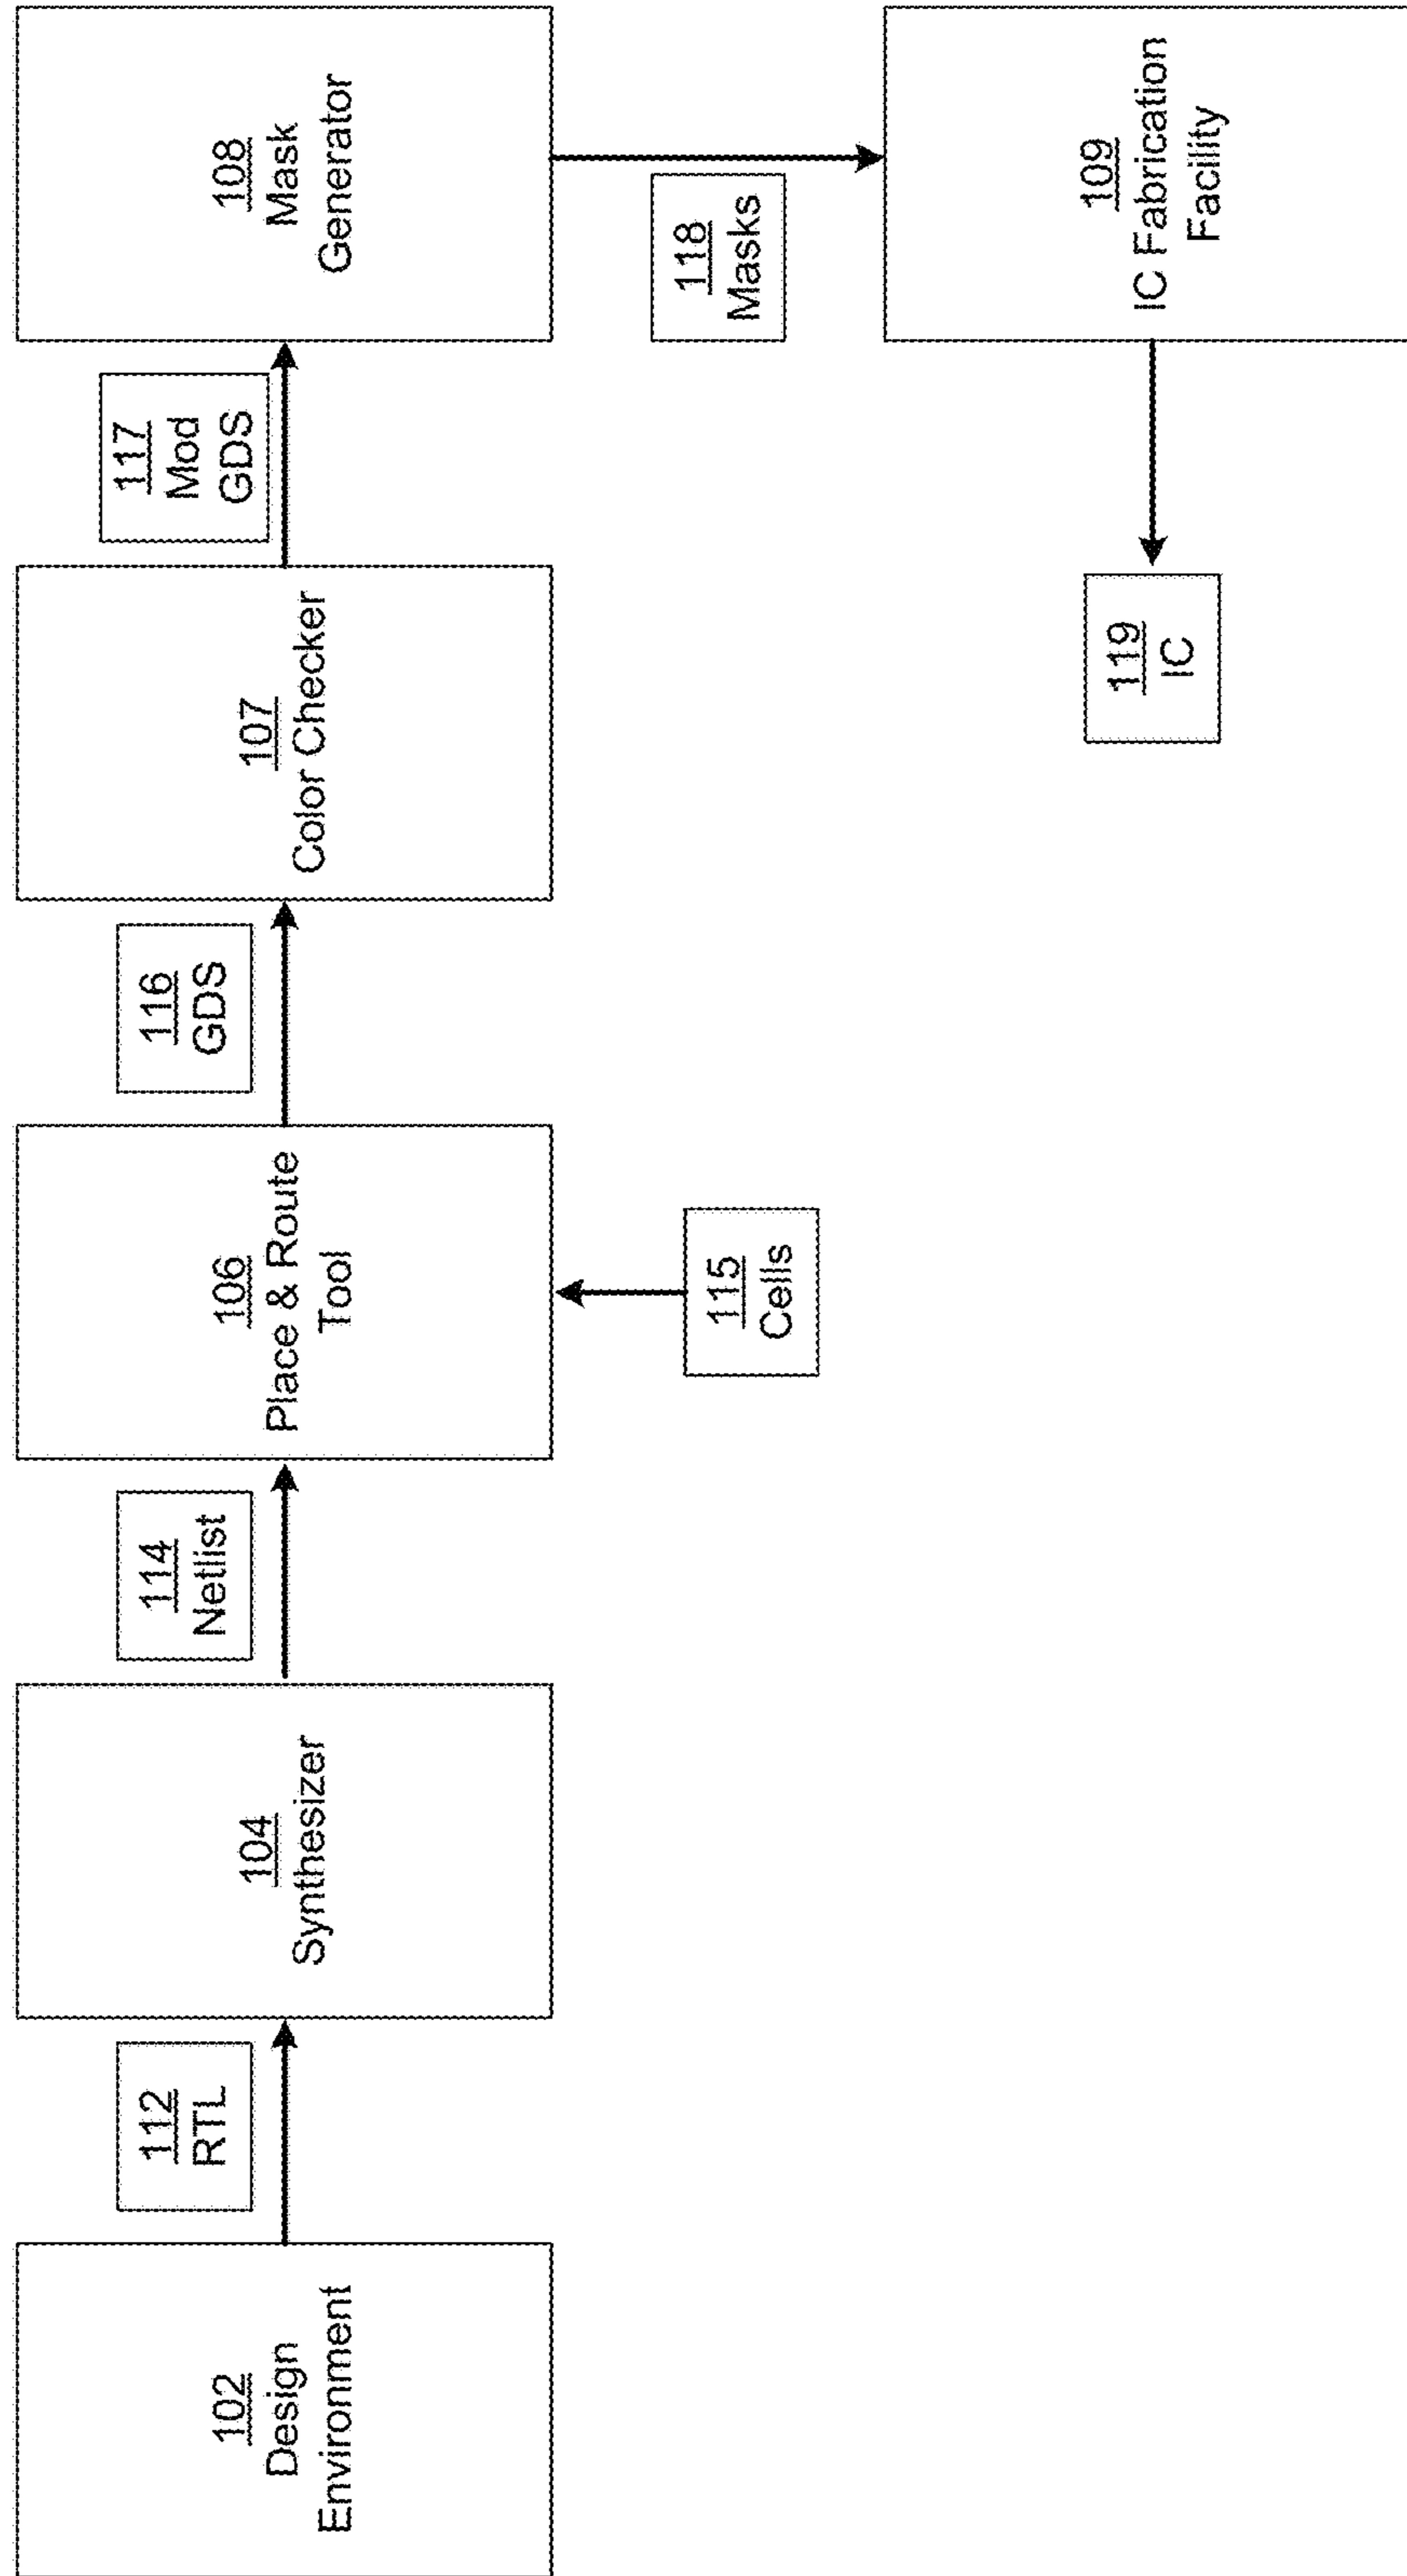 102
Design
Environment
112
RTL
104
Synthesizer
114
Netlist
106
Place & Route
Tool
115
Cells
116
GDS
107
Color Checker
117
Mod
GDS
108
Mask
Generator
118
Masks
109
IC Fabrication
Facility
119
IC